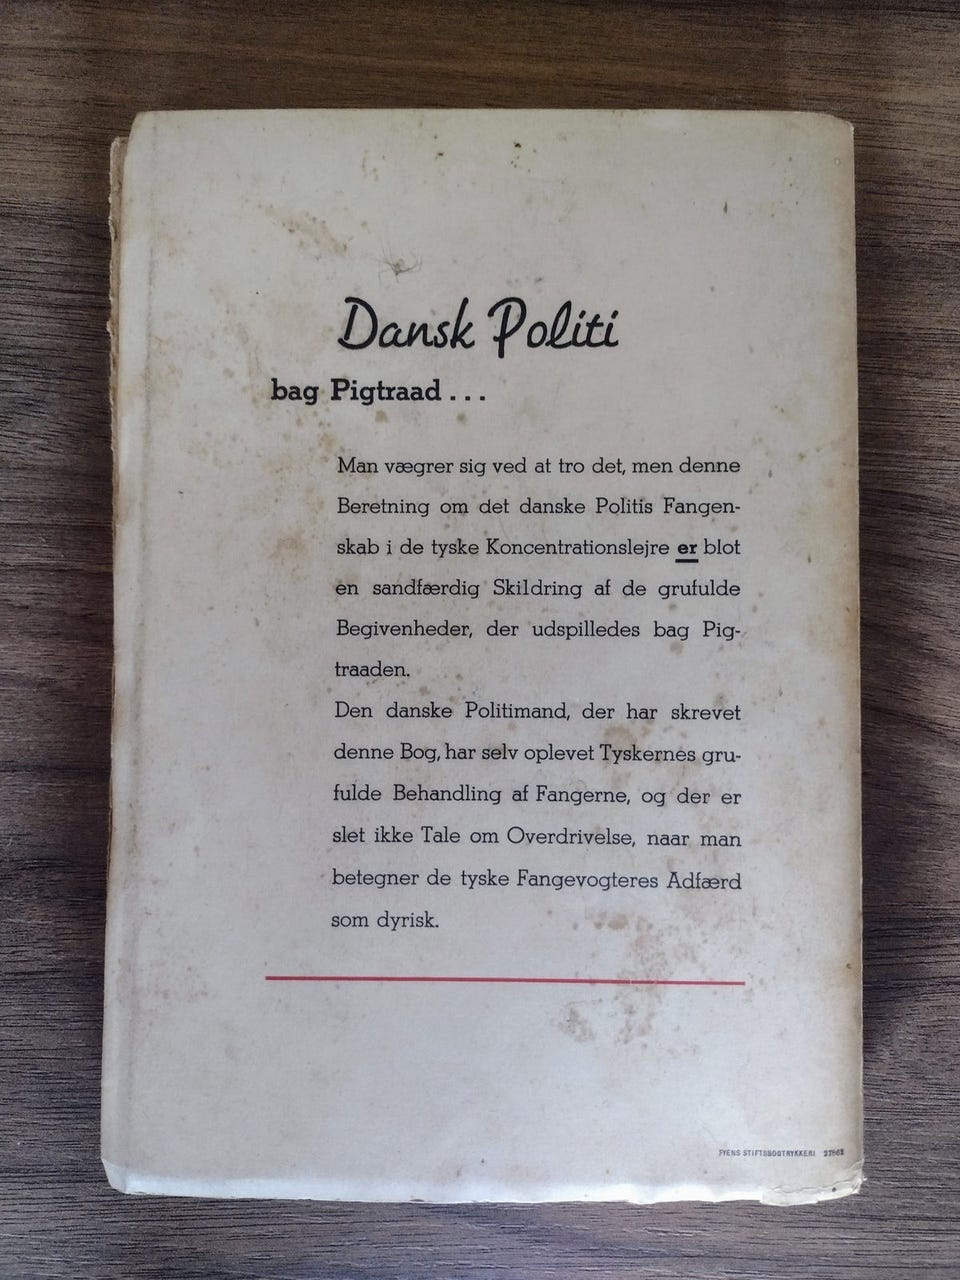 Dansk Politi
bag Pigtraad . . .
Man vægrer sig ved at tro det, men denne
Beretning om det danske Politis Fangen-
skab i de tyske Koncentrationslejre er blot
en sandfærdig Skildring af de grufulde
Begivenheder, der udspilledes bag Pig-
traaden.
Den danske Politimand, der har skrevet
denne Bog, har selv oplevet Tyskernes gru-
fulde Behandling af Fangerne, og der er
slet ikke Tale om Overdrivelse, naar man
betegner de tyske Fangevogteres Adfærd
som dyrisk.
FYENS STIFTSBOGTRYKKERI